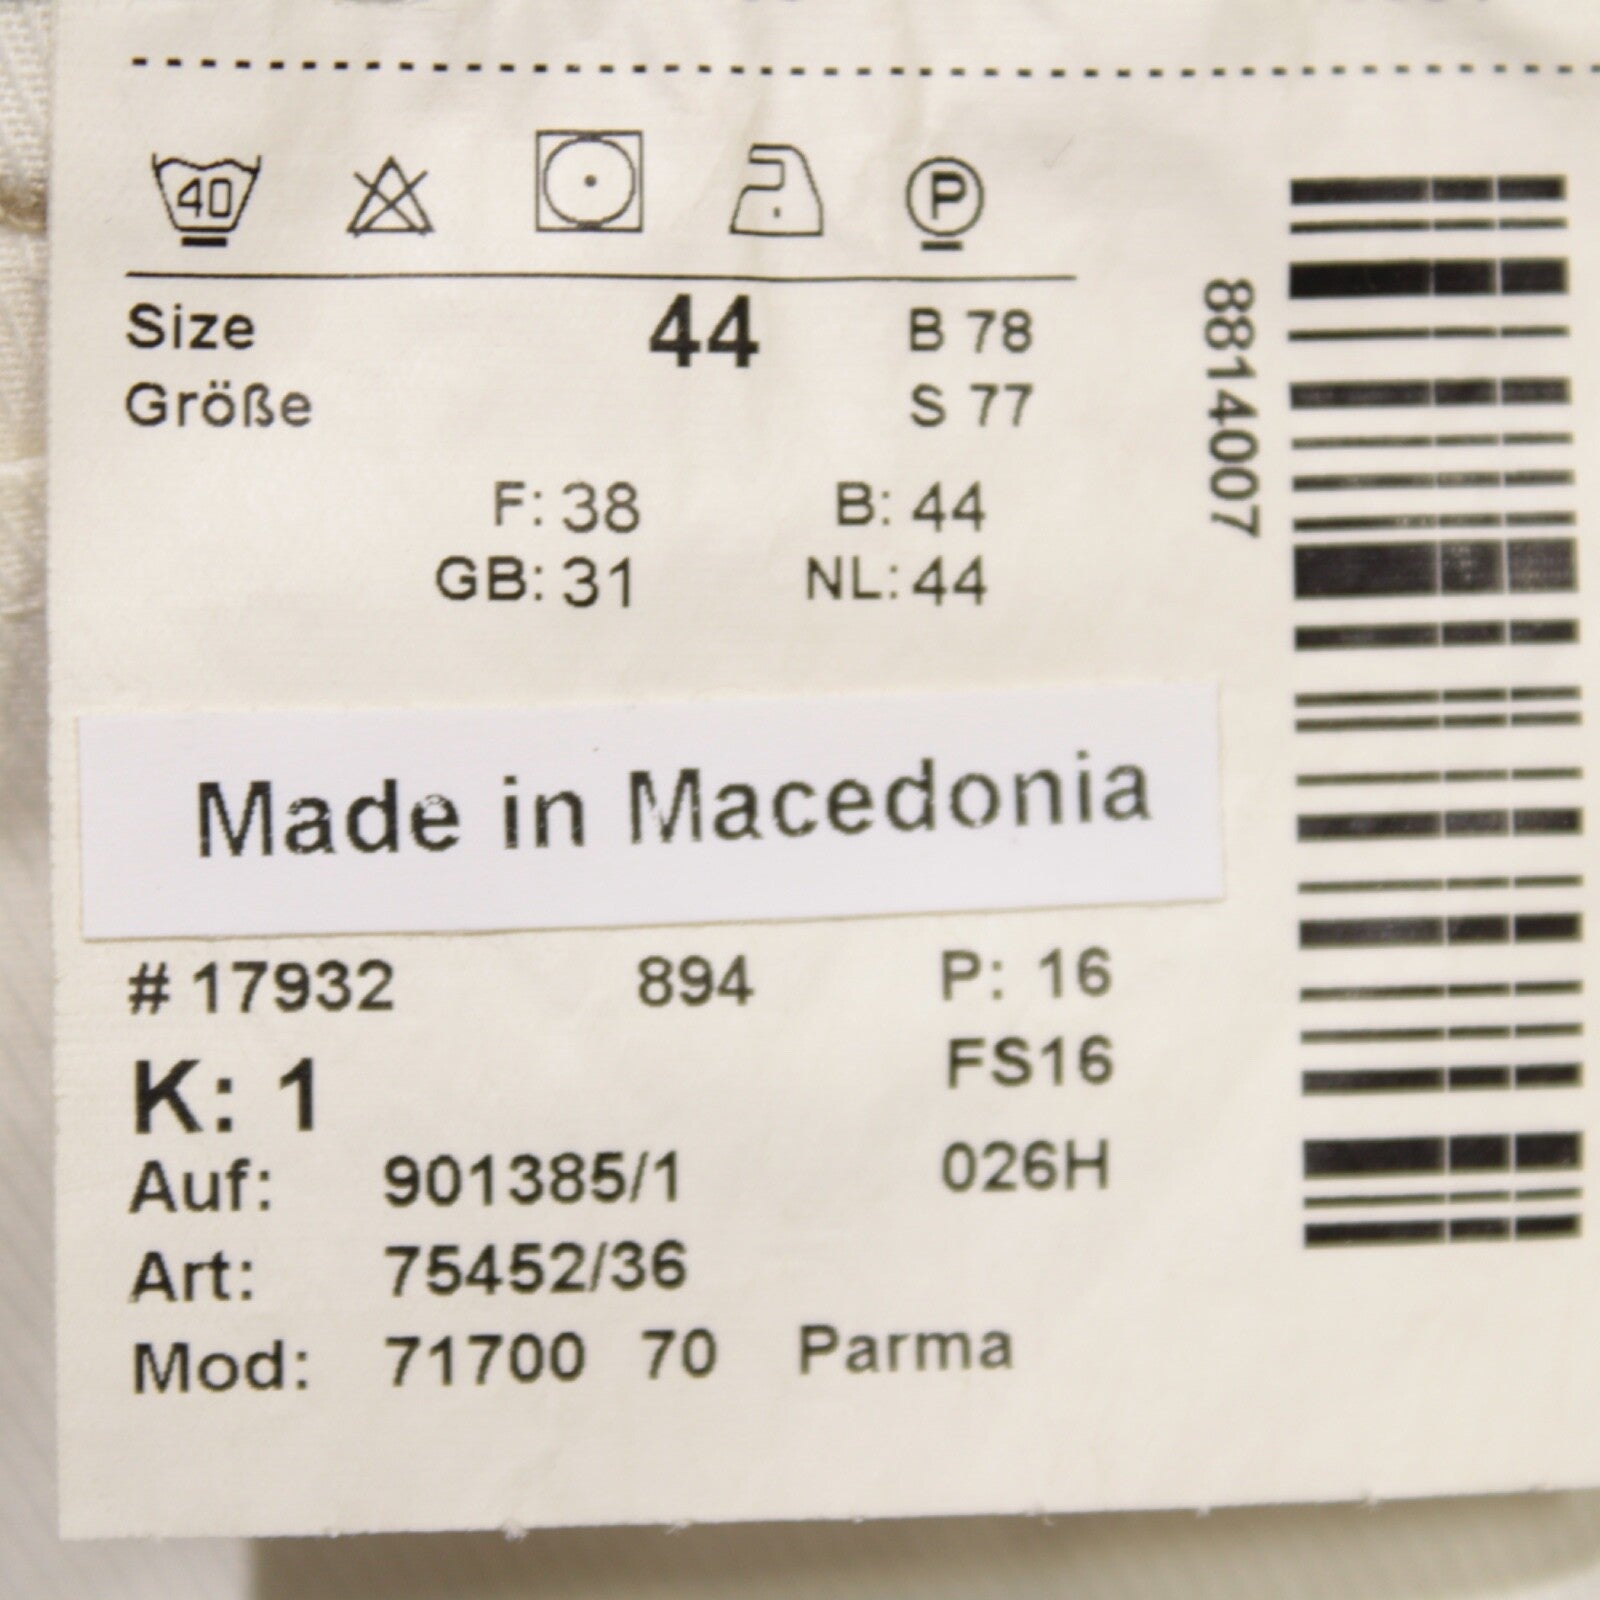 40 P
Size 44 B 78
Größe S 77
F: 38 B: 44
GB: 31 NL: 44
8814007
Made in Macedonia
# 17932 894 P: 16
K: 1 FS16
Auf: 901385/1 026H
Art: 75452/36
Mod: 71700 70 Parma